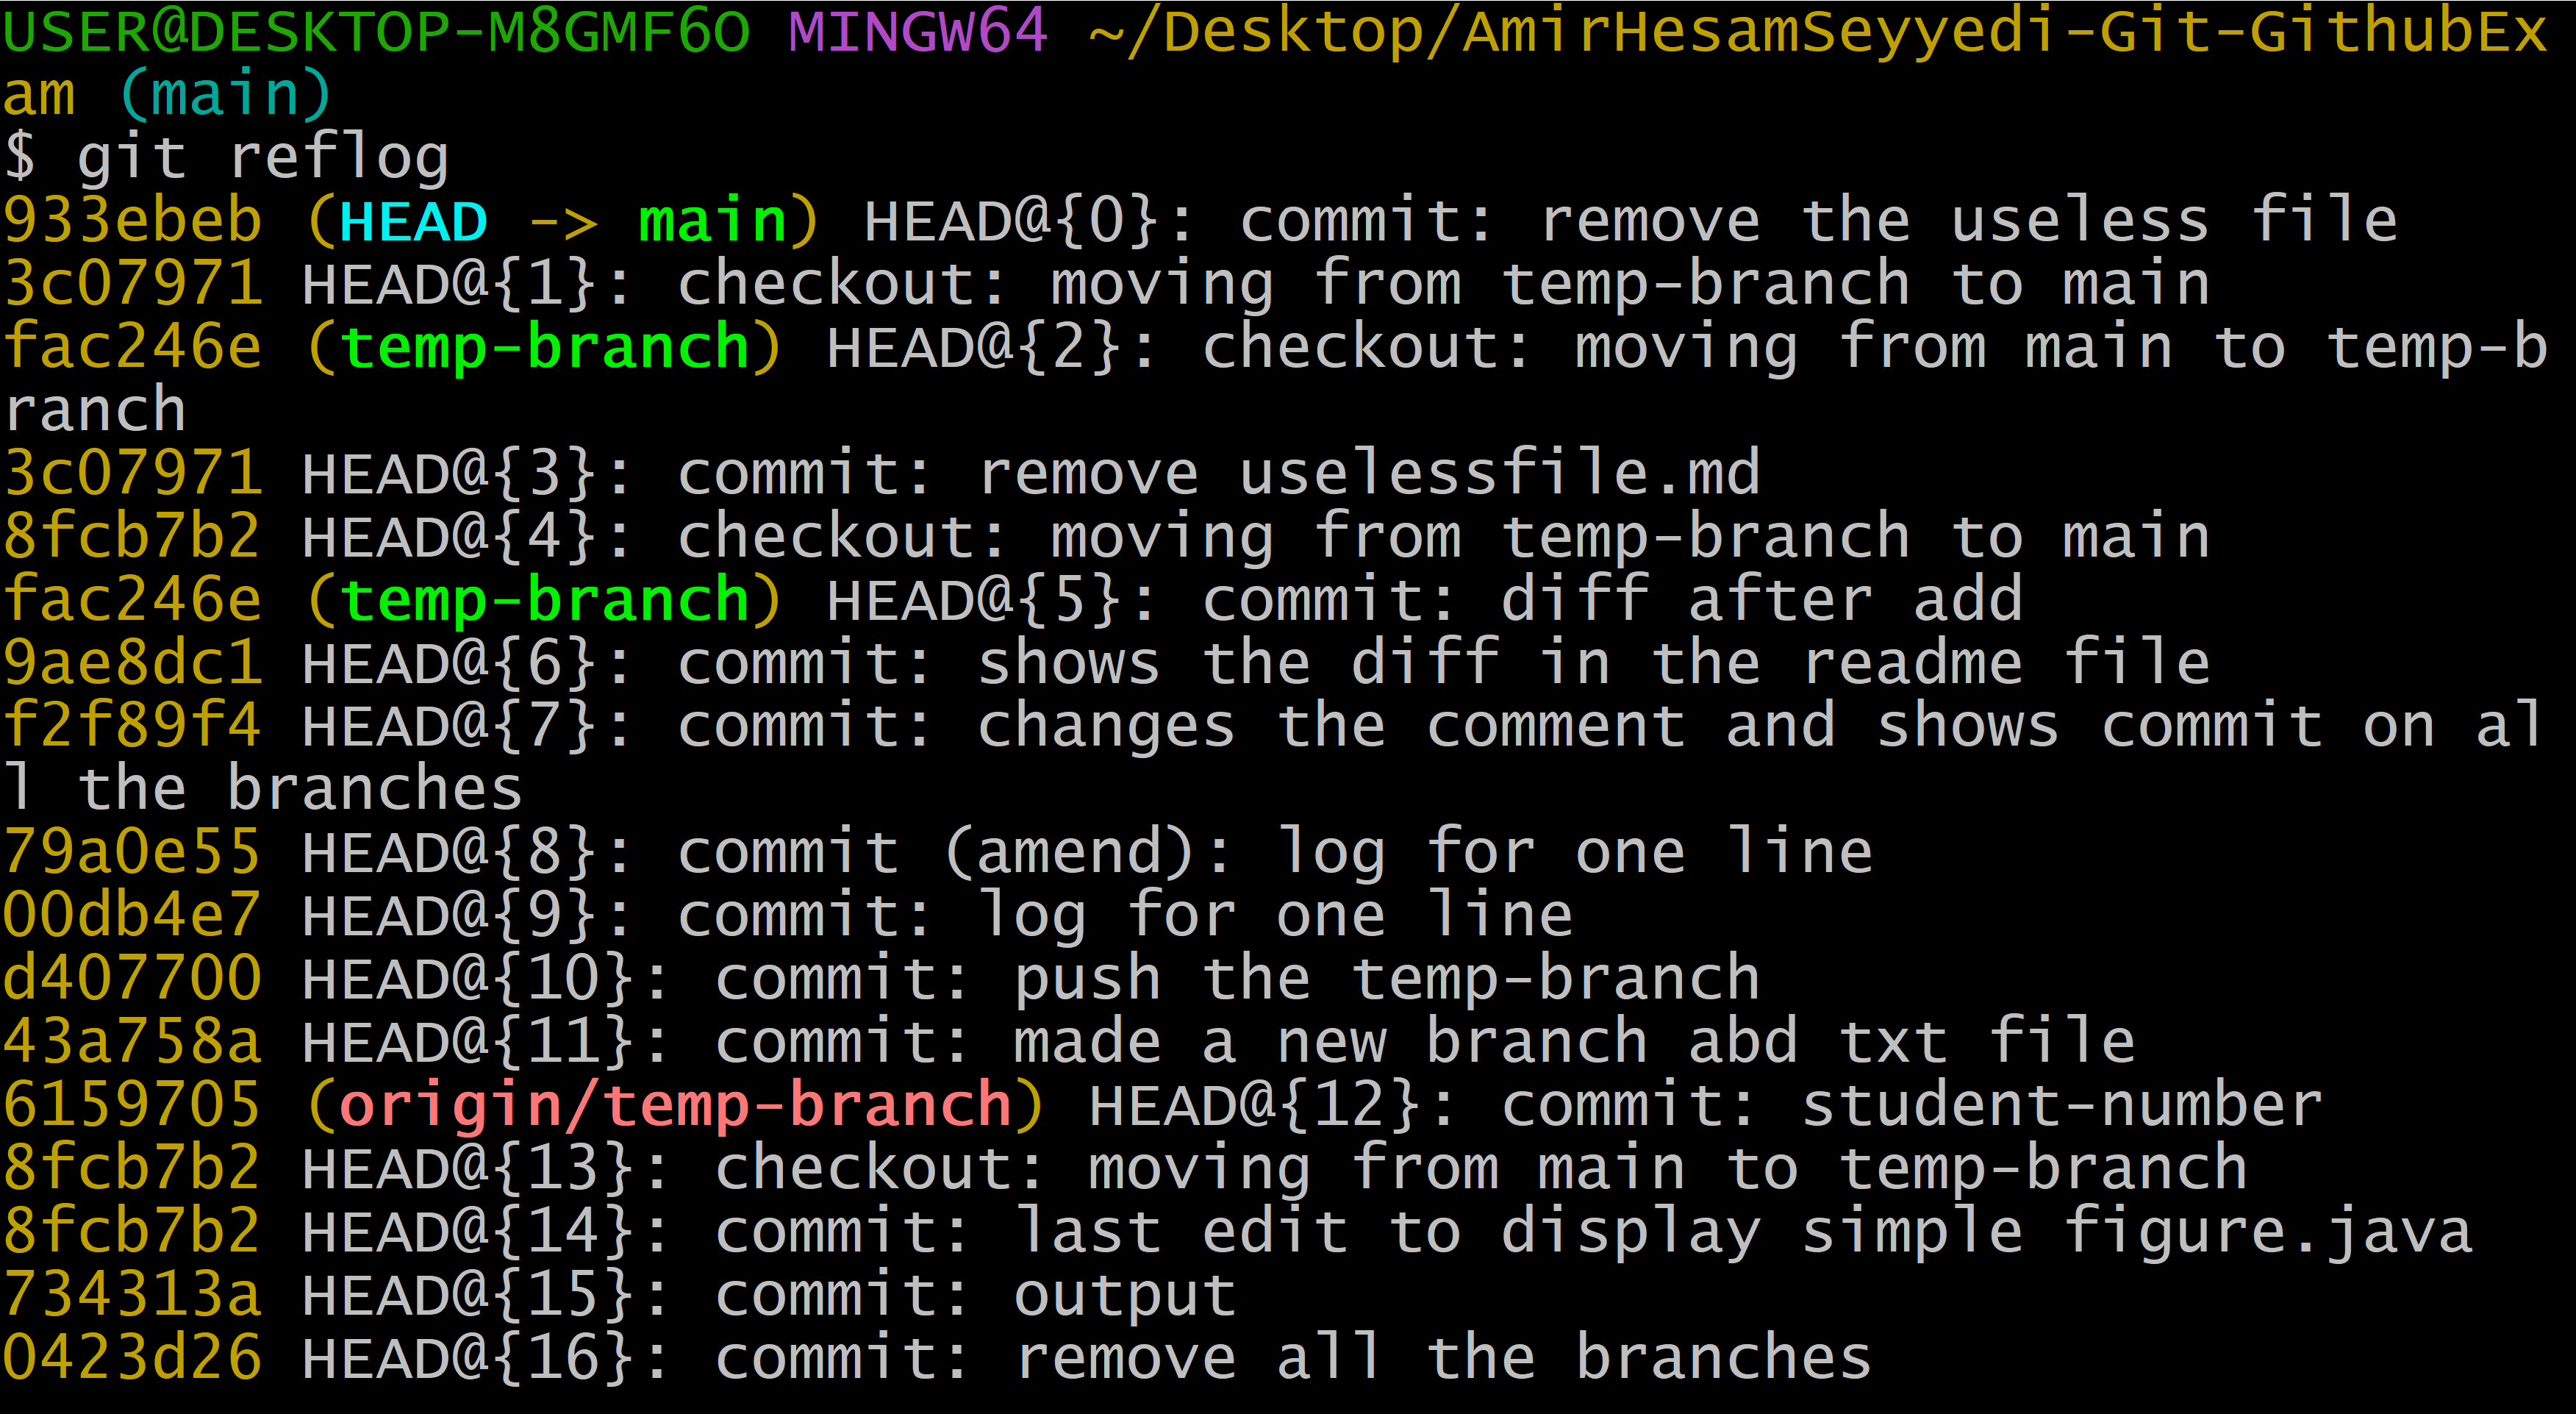 USER@DESKTOP-M8GMF6O MINGW64 ~/Desktop/AmirHesamSeyyedi-Git-GithubEx
am (main)
$ git reflog
933ebeb (HEAD -> main) HEAD@{0}: commit: remove the useless file
3c07971 HEAD@{1}: checkout: moving from temp-branch to main
fac246e (temp-branch) HEAD@{2}: checkout: moving from main to temp-b
ranch
3c07971 HEAD@{3}: commit: remove uselessfile.md
8fcb7b2 HEAD@{4}: checkout: moving from temp-branch to main
fac246e (temp-branch) HEAD@{5}: commit: diff after add
9ae8dc1 HEAD@{6}: commit: shows the diff in the readme file
f2f89f4 HEAD@{7}: commit: changes the comment and shows commit on al
l the branches
79a0e55 HEAD@{8}: commit (amend): log for one line
00db4e7 HEAD@{9}: commit: log for one line
d407700 HEAD@{10}: commit: push the temp-branch
43a758a HEAD@{11}: commit: made a new branch abd txt file
6159705 (origin/temp-branch) HEAD@{12}: commit: student-number
8fcb7b2 HEAD@{13}: checkout: moving from main to temp-branch
8fcb7b2 HEAD@{14}: commit: last edit to display simple figure.java
734313a HEAD@{15}: commit: output
0423d26 HEAD@{16}: commit: remove all the branches